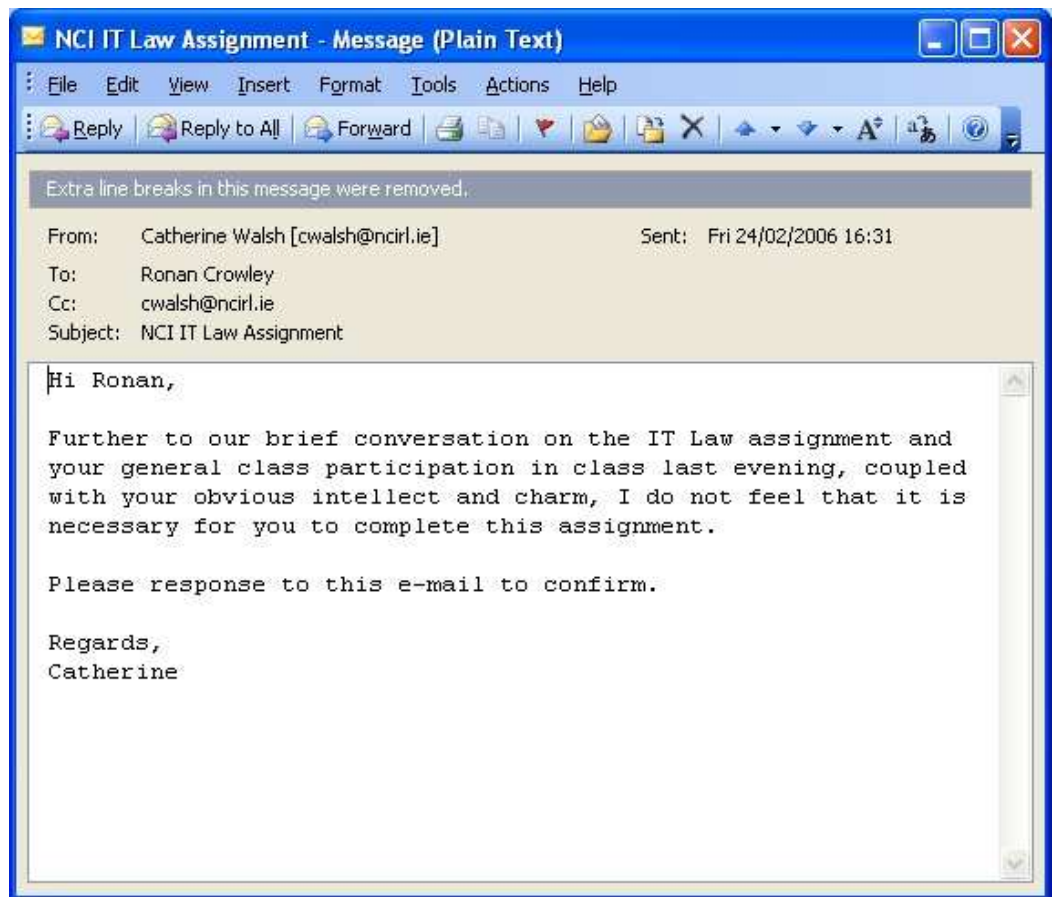 NCI IT Law Assignment - Message (Plain Text)
File Edit View Insert Format Tools Actions Help
Reply Reply to All Forward
Extra line breaks in this message were removed.
From: Catherine Walsh [cwalsh@ncirl.ie] Sent: Fri 24/02/2006 16:31
To: Ronan Crowley
Cc: cwalsh@ncirl.ie
Subject: NCI IT Law Assignment
Hi Ronan,
Further to our brief conversation on the IT Law assignment and
your general class participation in class last evening, coupled
with your obvious intellect and charm, I do not feel that it is
necessary for you to complete this assignment.
Please response to this e-mail to confirm.
Regards,
Catherine